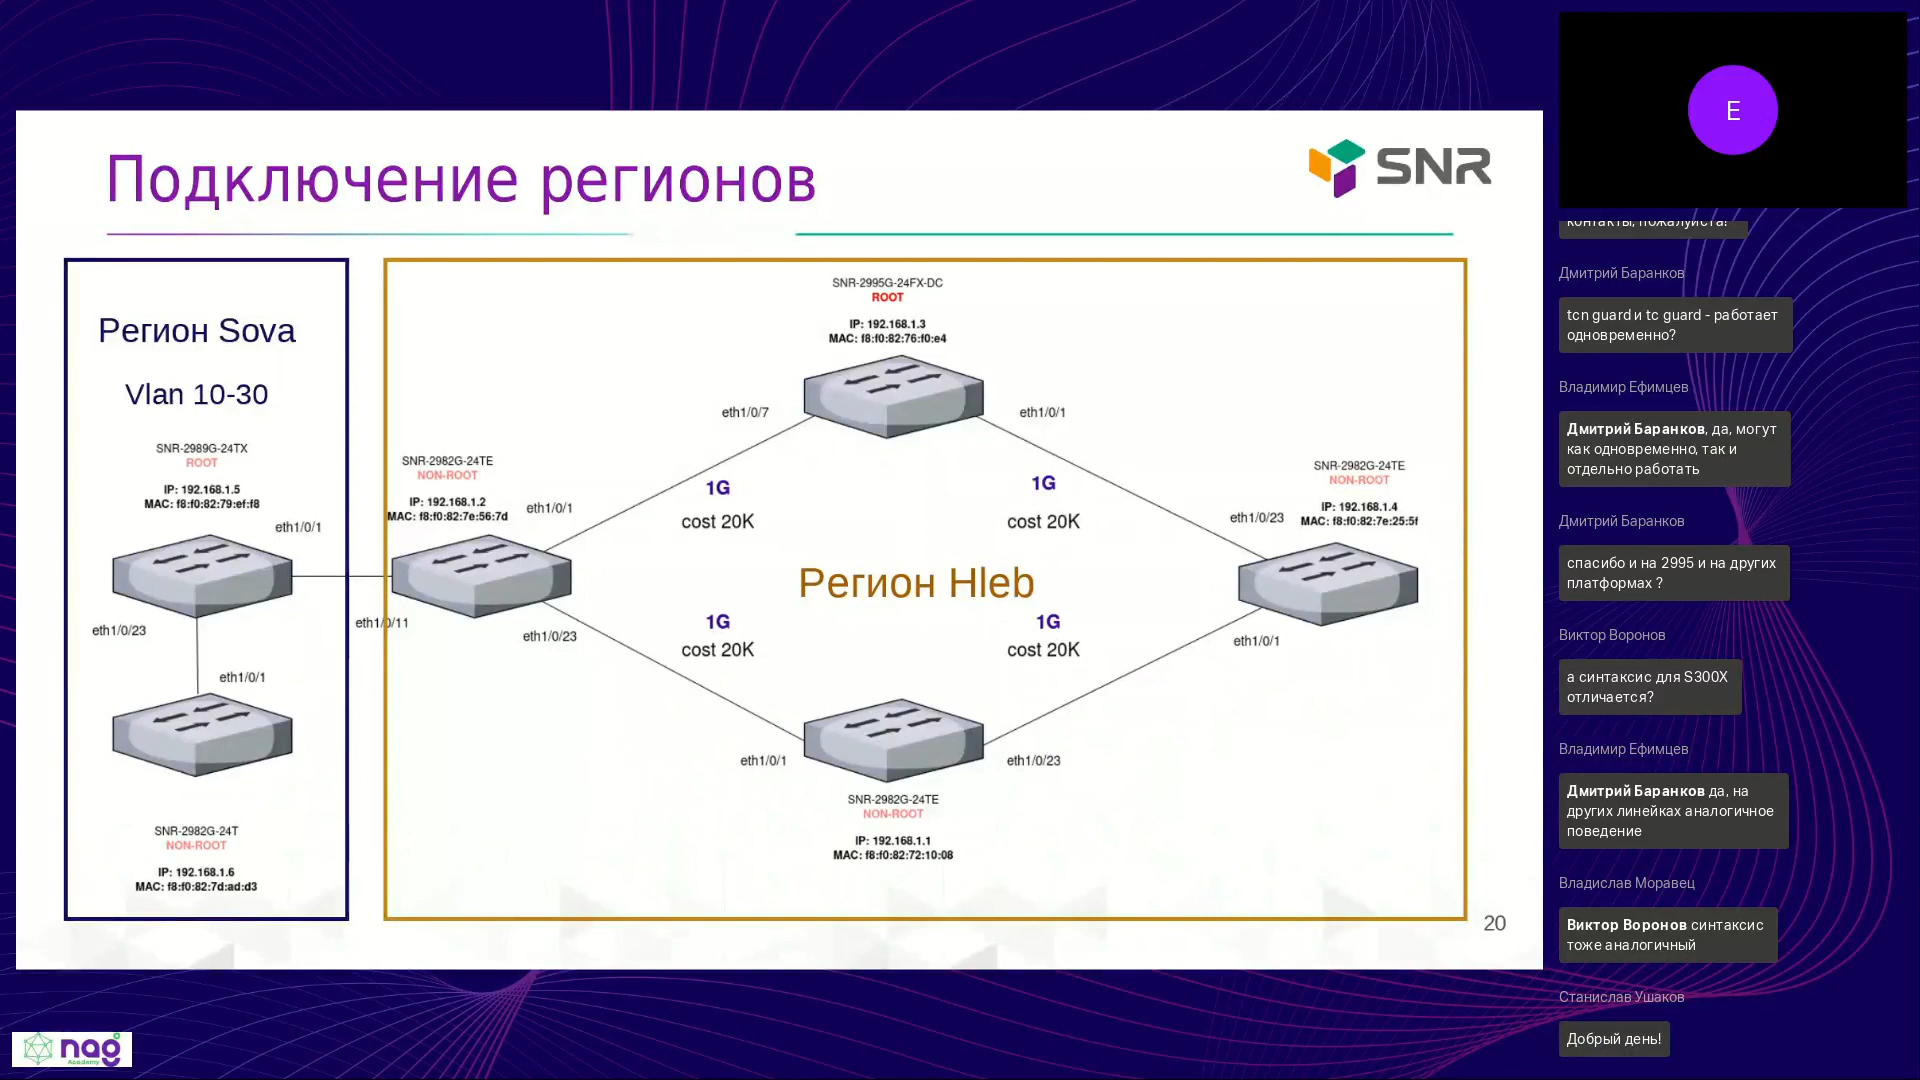 Подключение регионов
SNR
Регион Sova
Vlan 10-30
SNR-2989G-24TX
ROOT
IP: 192.168.1.5
MAC: f8:f0:82:79:ef:f8
eth1/0/1
eth1/0/23
eth1/0/1
SNR-2982G-24T
NON-ROOT
IP: 192.168.1.6
MAC: f8:f0:82:7d:ad:d3
SNR-2995G-24FX-DC
ROOT
IP: 192.168.1.3
MAC: f8:f0:82:76:f0:e4
eth1/0/7
eth1/0/1
SNR-2982G-24TE
NON-ROOT
IP: 192.168.1.2
MAC: f8:f0:82:7e:56:7d
eth1/0/1
eth1/0/11
eth1/0/23
1G
cost 20K
1G
cost 20K
SNR-2982G-24TE
NON-ROOT
IP: 192.168.1.4
MAC: f8:f0:82:7e:25:5f
eth1/0/23
eth1/0/1
Регион Hleb
1G
cost 20K
1G
cost 20K
eth1/0/1
eth1/0/23
SNR-2982G-24TE
NON-ROOT
IP: 192.168.1.1
MAC: f8:f0:82:72:10:08
20
nag
Academy
E
контакты, пожалуйста!
Дмитрий Баранков
tcn guard и tc guard - работает
одновременно?
Владимир Ефимцев
Дмитрий Баранков, да, могут
как одновременно, так и
отдельно работать
Дмитрий Баранков
спасибо и на 2995 и на других
платформах ?
Виктор Воронов
а синтаксис для S300X
отличается?
Владимир Ефимцев
Дмитрий Баранков да, на
других линейках аналогичное
поведение
Владислав Моравец
Виктор Воронов синтаксис
тоже аналогичный
Станислав Ушаков
Добрый день!